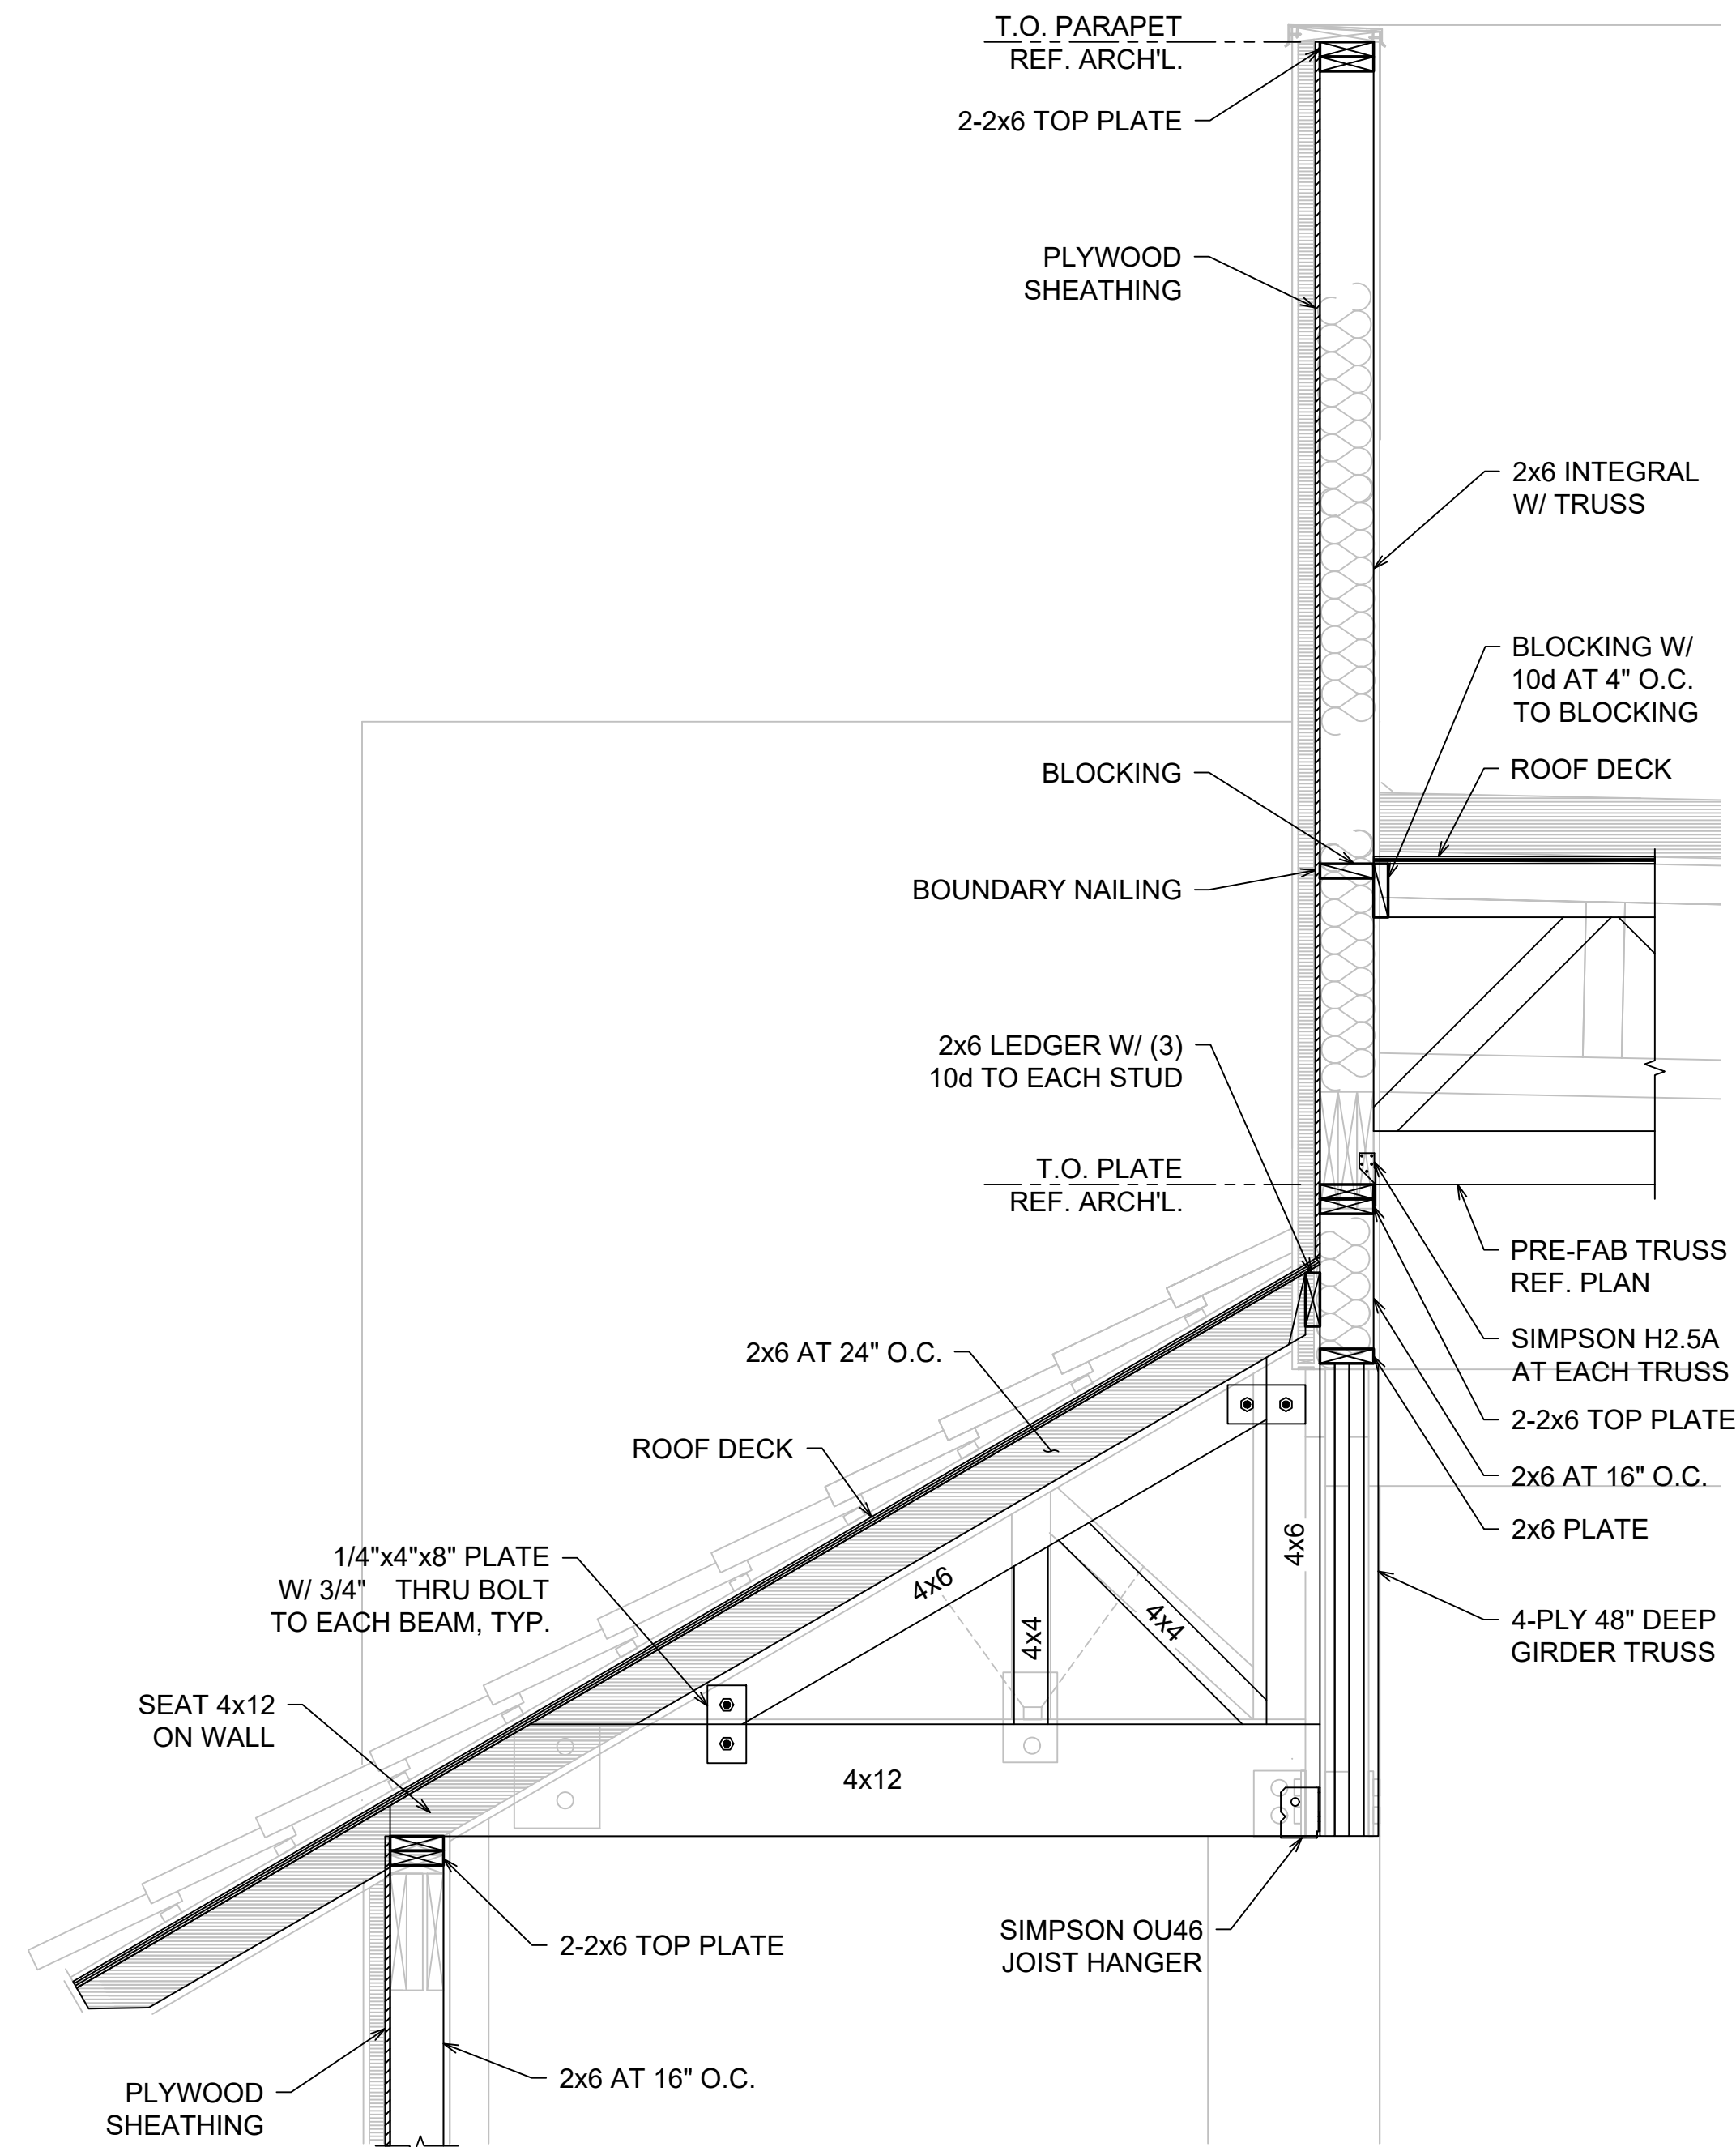 T.O. PARAPET
REF. ARCH'L.
2-2x6 TOP PLATE
PLYWOOD
SHEATHING
2x6 INTEGRAL
W/ TRUSS
BLOCKING W/
10d AT 4" O.C.
TO BLOCKING
BLOCKING
ROOF DECK
BOUNDARY NAILING
2x6 LEDGER W/ (3)
10d TO EACH STUD
T.O. PLATE
REF. ARCH'L.
PRE-FAB TRUSS
REF. PLAN
SIMPSON H2.5A
AT EACH TRUSS
2-2x6 TOP PLATE
2x6 AT 16" O.C.
2x6 PLATE
4-PLY 48" DEEP
GIRDER TRUSS
2x6 AT 24" O.C.
ROOF DECK
1/4"x4"x8" PLATE
W/ 3/4" THRU BOLT
TO EACH BEAM, TYP.
4x6
4x6
4x4
4x4
SEAT 4x12
ON WALL
4x12
2-2x6 TOP PLATE
SIMPSON OU46
JOIST HANGER
2x6 AT 16" O.C.
PLYWOOD
SHEATHING